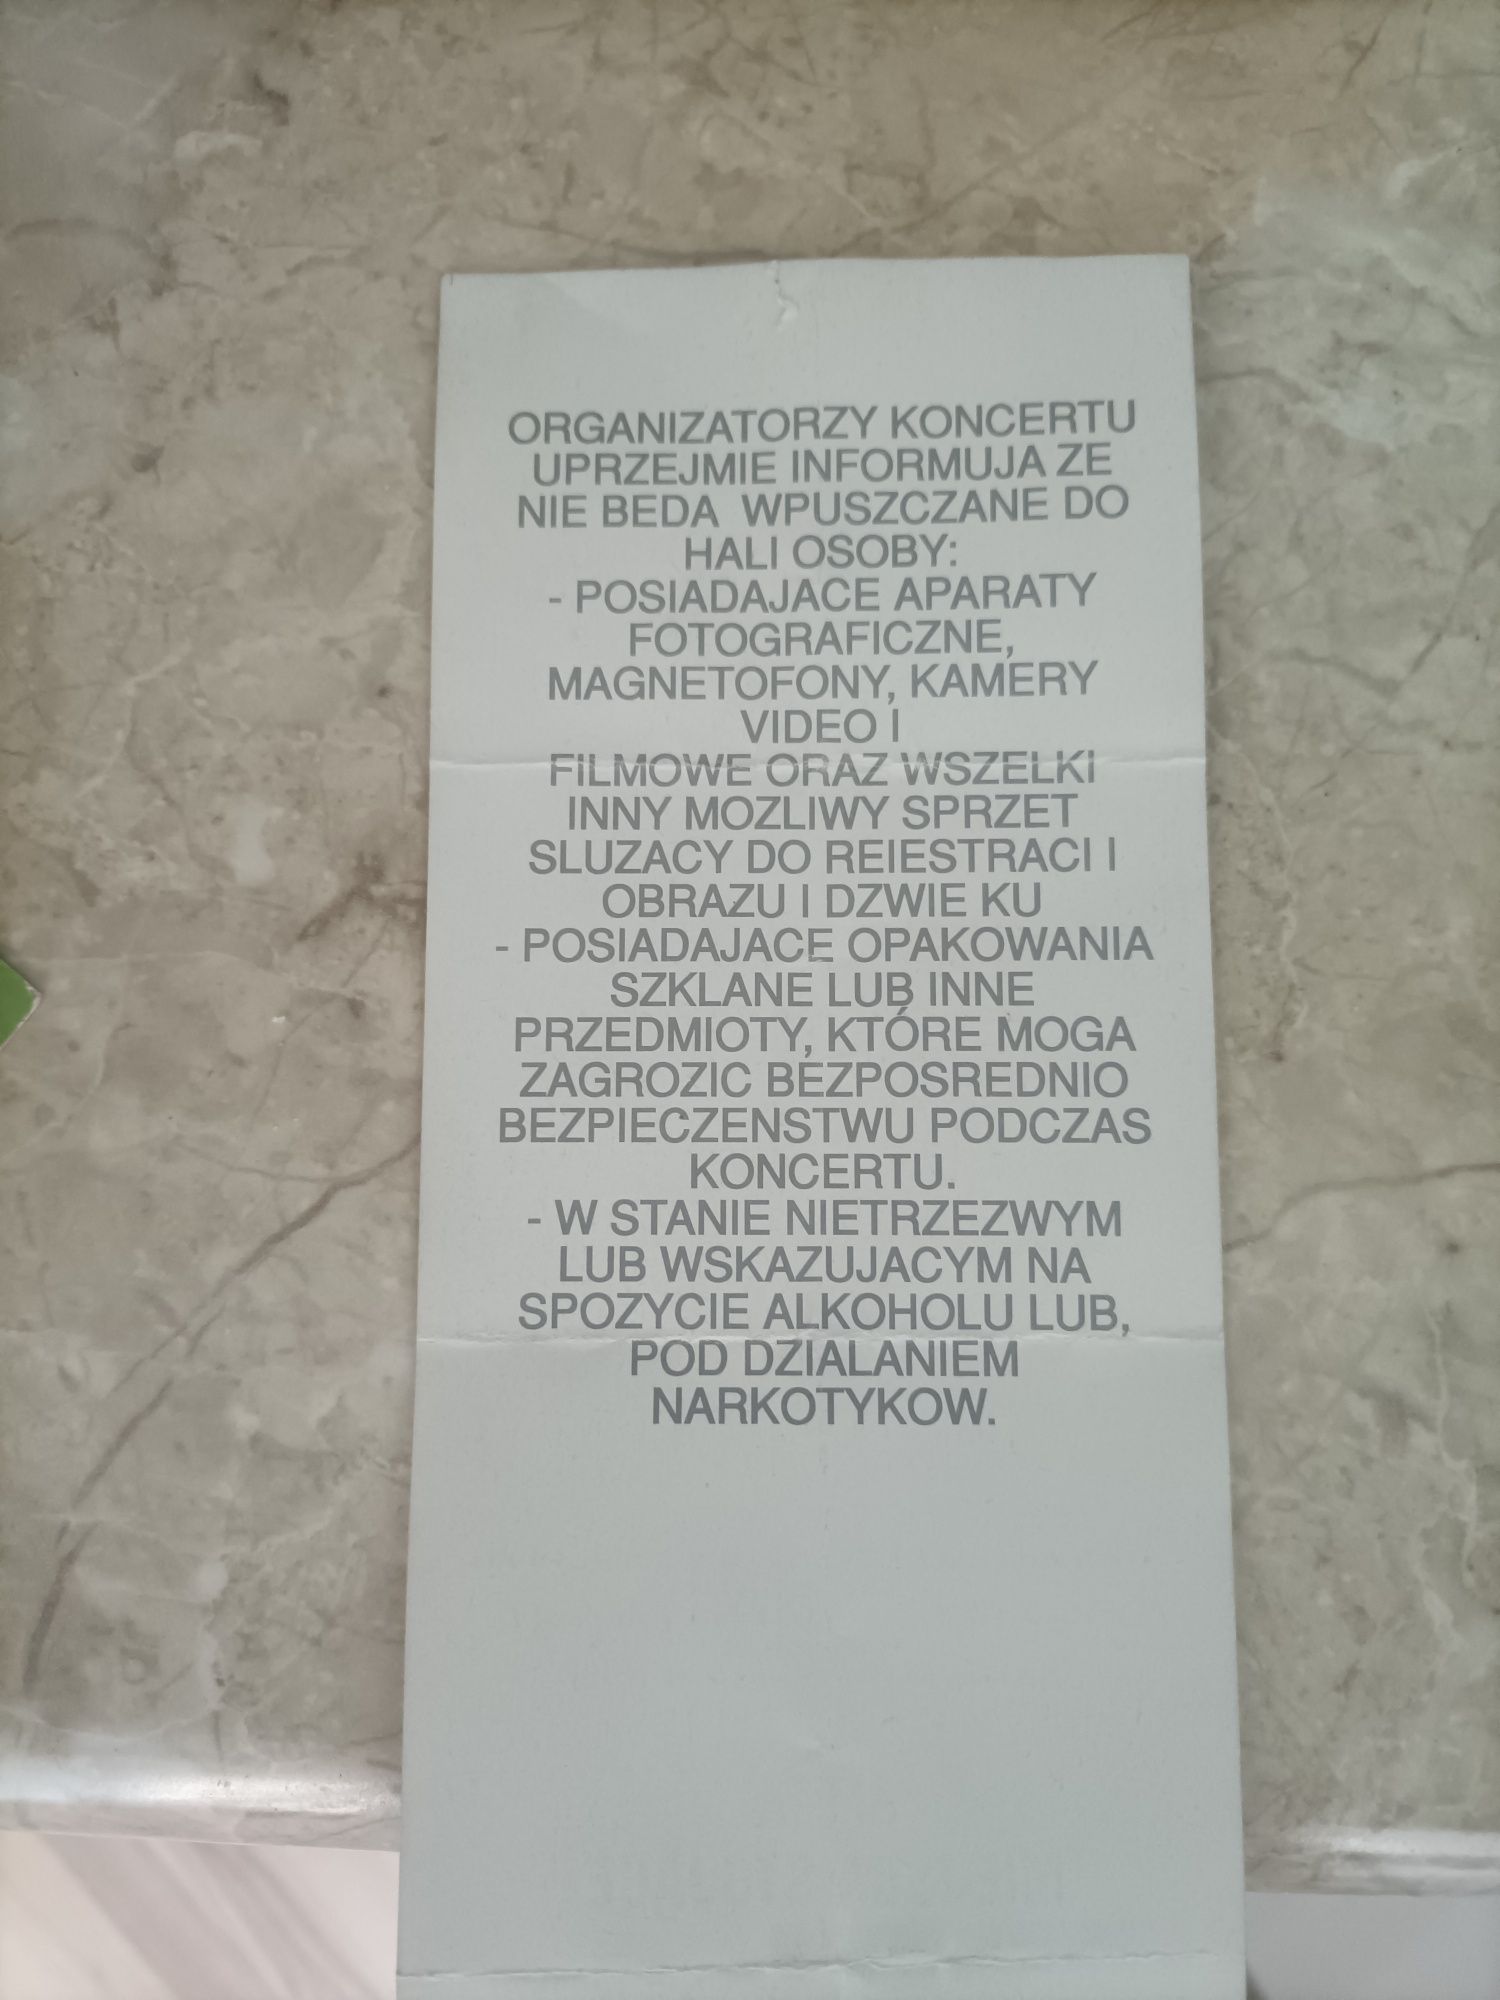 ORGANIZATORZY KONCERTU
UPRZEJMIE INFORMUJA ZE
NIE BEDA WPUSZCZANE DO
HALI OSOBY:
- POSIADAJACE APARATY
FOTOGRAFICZNE,
MAGNETOFONY, KAMERY
VIDEO I
FILMOWE ORAZ WSZELKI
INNY MOZLIWY SPRZET
SLUZACY DO REIESTRACI I
OBRAZU I DZWIE KU
- POSIADAJACE OPAKOWANIA
SZKLANE LUB INNE
PRZEDMIOTY, KTÓRE MOGA
ZAGROZIC BEZPOSREDNIO
BEZPIECZENSTWU PODCZAS
KONCERTU.
- W STANIE NIETRZEZWYM
LUB WSKAZUJACYM NA
SPOZYCIE ALKOHOLU LUB,
POD DZIALANIEM
NARKOTYKOW.